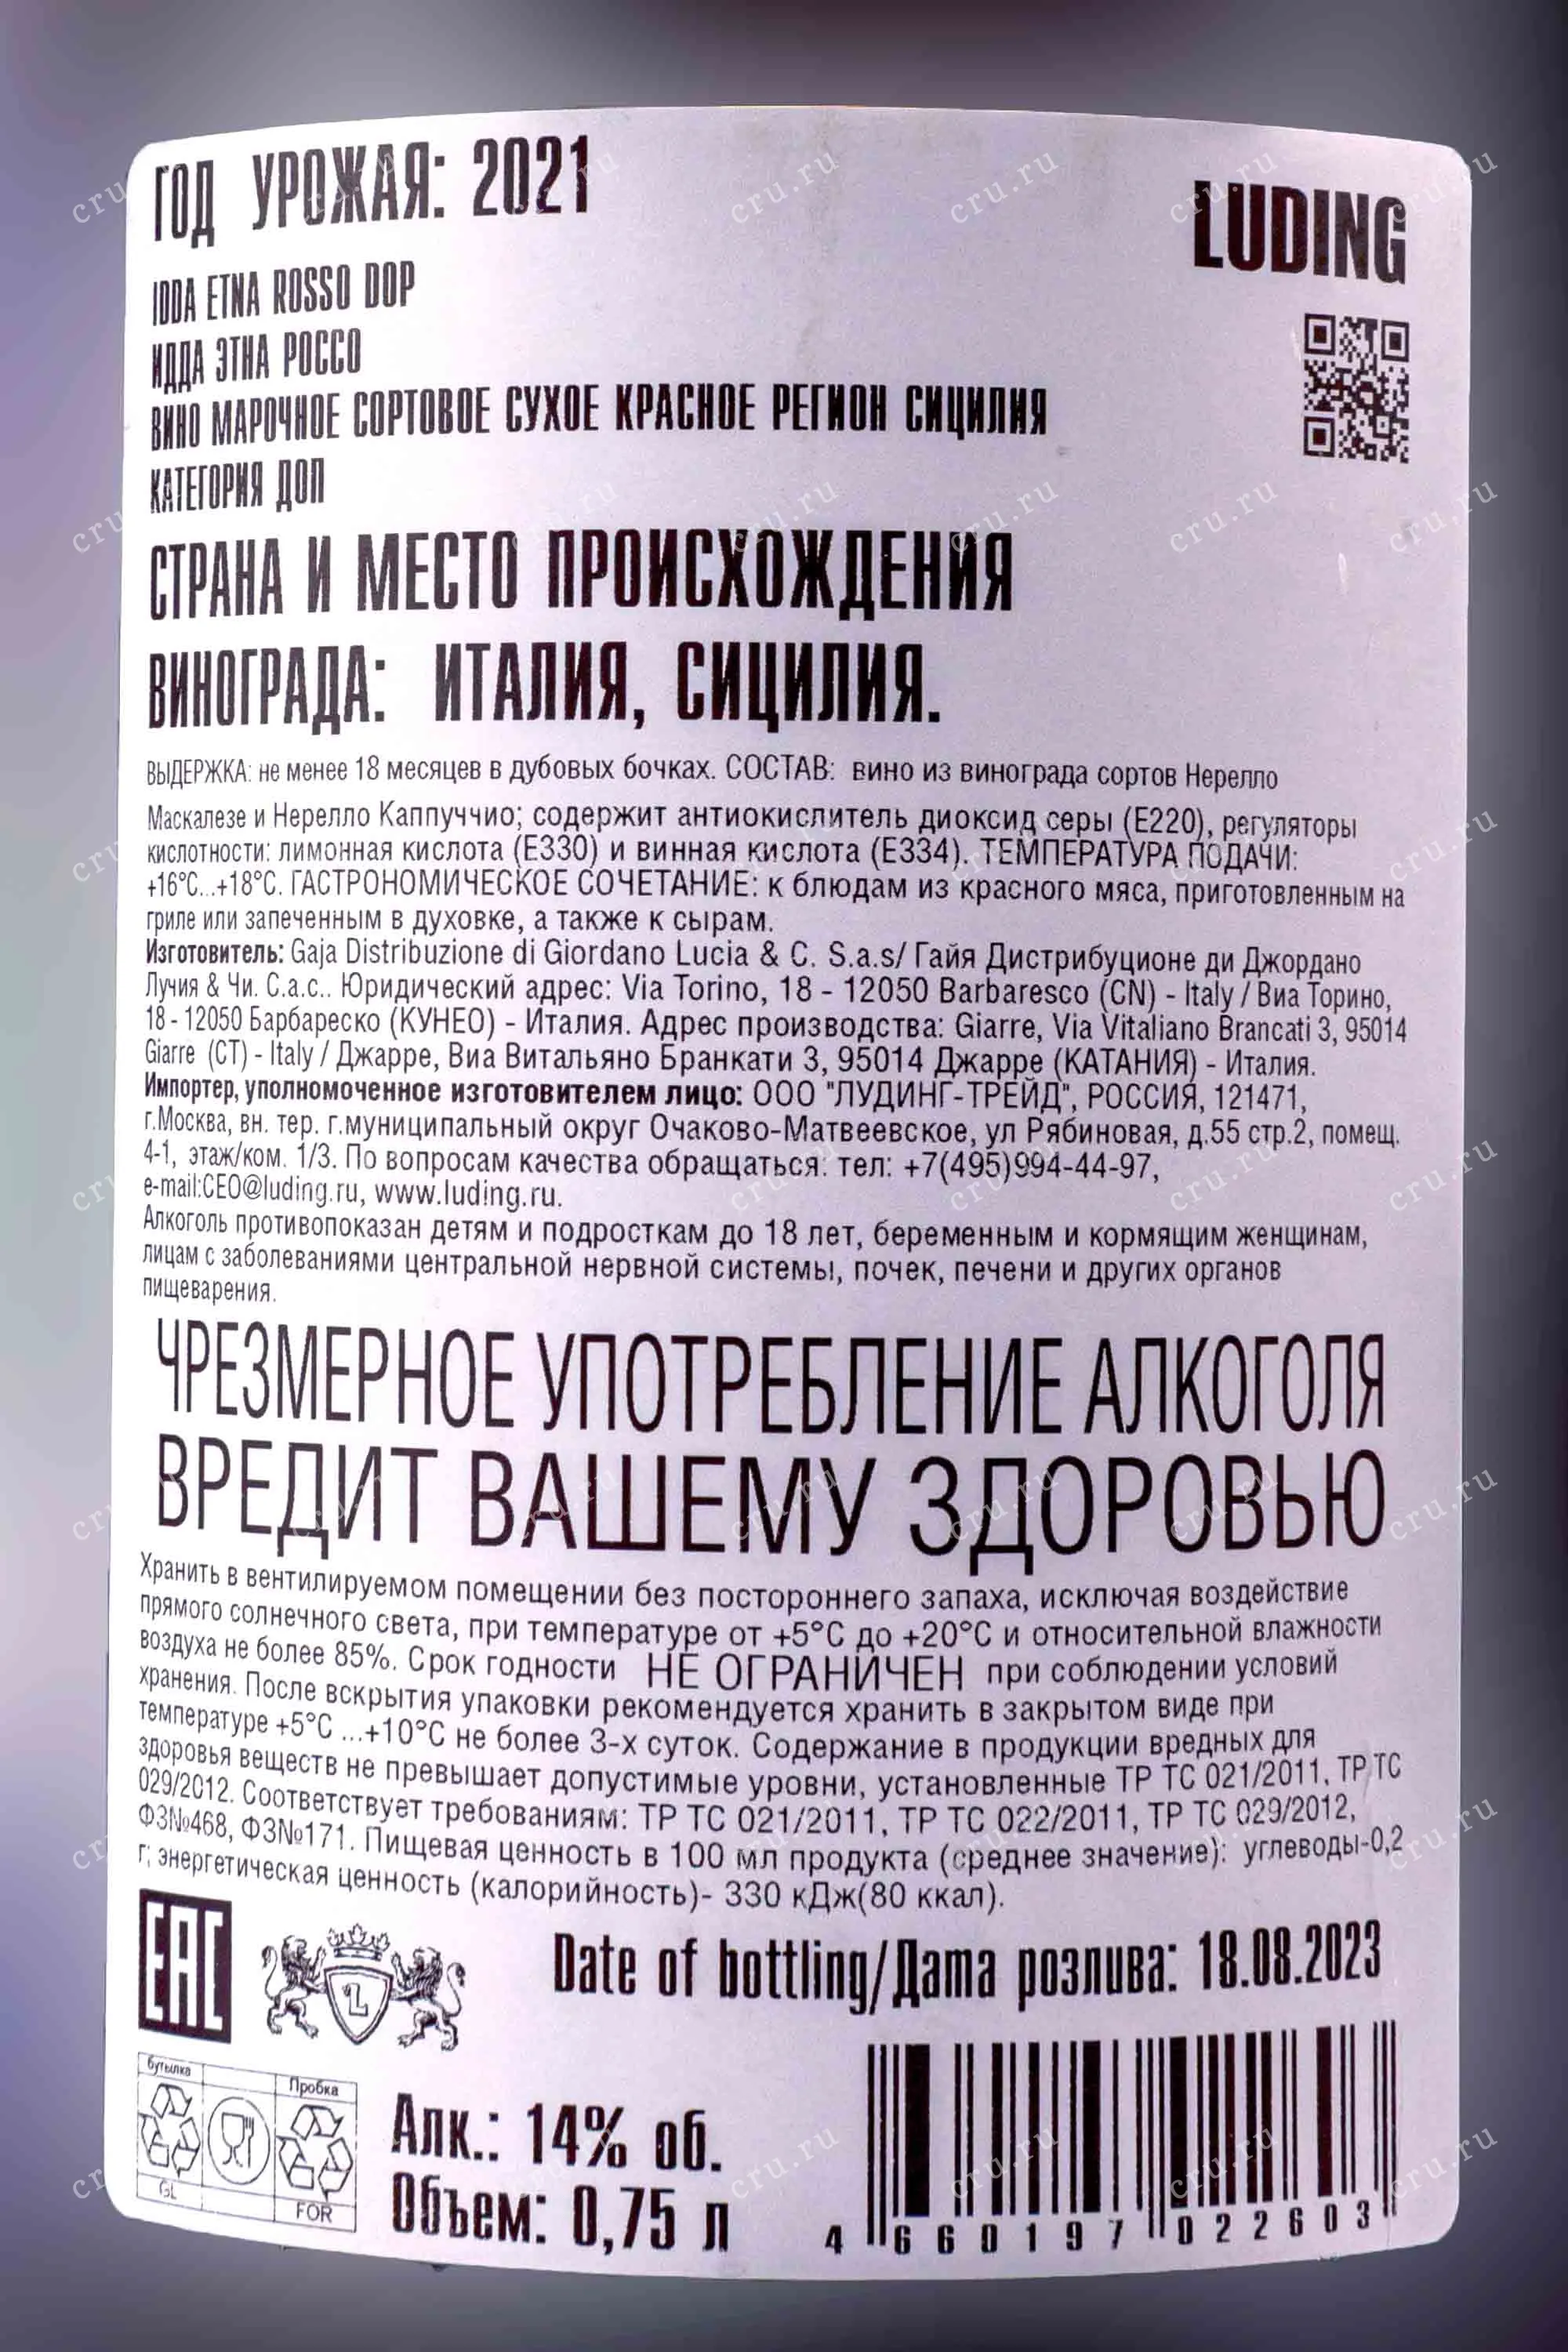 ГОД УРОЖАЯ: 2021
LUDING
IDDA ETNA ROSSO DOP
ИДДА ЭТНА РОССО
ВИНО МАРОЧНОЕ СОРТОВОЕ СУХОЕ КРАСНОЕ РЕГИОН СИЦИЛИЯ
КАТЕГОРИЯ ДОП
СТРАНА И МЕСТО ПРОИСХОЖДЕНИЯ
ВИНОГРАДА: ИТАЛИЯ, СИЦИЛИЯ.
ВЫДЕРЖКА: не менее 18 месяцев в дубовых бочках. СОСТАВ: вино из винограда сортов Нерелло
Маскалезе и Нерелло Каппуччио; содержит антиокислитель диоксид серы (Е220), регуляторы
кислотности: лимонная кислота (Е330) и винная кислота (Е334). ТЕМПЕРАТУРА ПОДАЧИ:
+16°С...+18°С. ГАСТРОНОМИЧЕСКОЕ СОЧЕТАНИЕ: к блюдам из красного мяса, приготовленным на
гриле или запеченным в духовке, а также к сырам.
Изготовитель: Gaja Distribuzione di Giordano Lucia & C. S.a.s/ Гайя Дистрибуционе ди Джордано
Лучия & Чи. С.а.с.. Юридический адрес: Via Torino, 18 - 12050 Barbaresco (CN) - Italy / Виа Торино,
18 - 12050 Барбареско (КУНЕО) - Италия. Адрес производства: Giarre, Via Vitaliano Brancati 3, 95014
Giarre (CT) - Italy / Джарре, Виа Витальяно Бранкати 3, 95014 Джарре (КАТАНИЯ) - Италия.
Импортер, уполномоченное изготовителем лицо: ООО "ЛУДИНГ-ТРЕЙД", РОССИЯ, 121471,
г.Москва, вн. тер. г.муниципальный округ Очаково-Матвеевское, ул Рябиновая, д.55 стр.2, помещ.
4-1, этаж/ком. 1/3. По вопросам качества обращаться: тел: +7(495)994-44-97,
e-mail:CEO@luding.ru, www.luding.ru.
Алкоголь противопоказан детям и подросткам до 18 лет, беременным и кормящим женщинам,
лицам с заболеваниями центральной нервной системы, почек, печени и других органов
пищеварения.
ЧРЕЗМЕРНОЕ УПОТРЕБЛЕНИЕ АЛКОГОЛЯ
ВРЕДИТ ВАШЕМУ ЗДОРОВЬЮ
Хранить в вентилируемом помещении без постороннего запаха, исключая воздействие
прямого солнечного света, при температуре от +5°С до +20°С и относительной влажности
воздуха не более 85%. Срок годности НЕ ОГРАНИЧЕН при соблюдении условий
хранения. После вскрытия упаковки рекомендуется хранить в закрытом виде при
температуре +5°С ...+10°С не более 3-х суток. Содержание в продукции вредных для
здоровья веществ не превышает допустимые уровни, установленные ТР ТС 021/2011, ТР ТС
029/2012. Соответствует требованиям: ТР ТС 021/2011, ТР ТС 022/2011, ТР ТС 029/2012,
ФЗ№468, ФЗ№171. Пищевая ценность в 100 мл продукта (среднее значение): углеводы-0,2
г; энергетическая ценность (калорийность)- 330 кДж(80 ккал).
EAC
L
Date of bottling/Дата розлива: 18.08.2023
бутылка
Пробка
GL
FOR
Алк.: 14% об.
Объем: 0,75 л
4 660197 022603
cru.ru